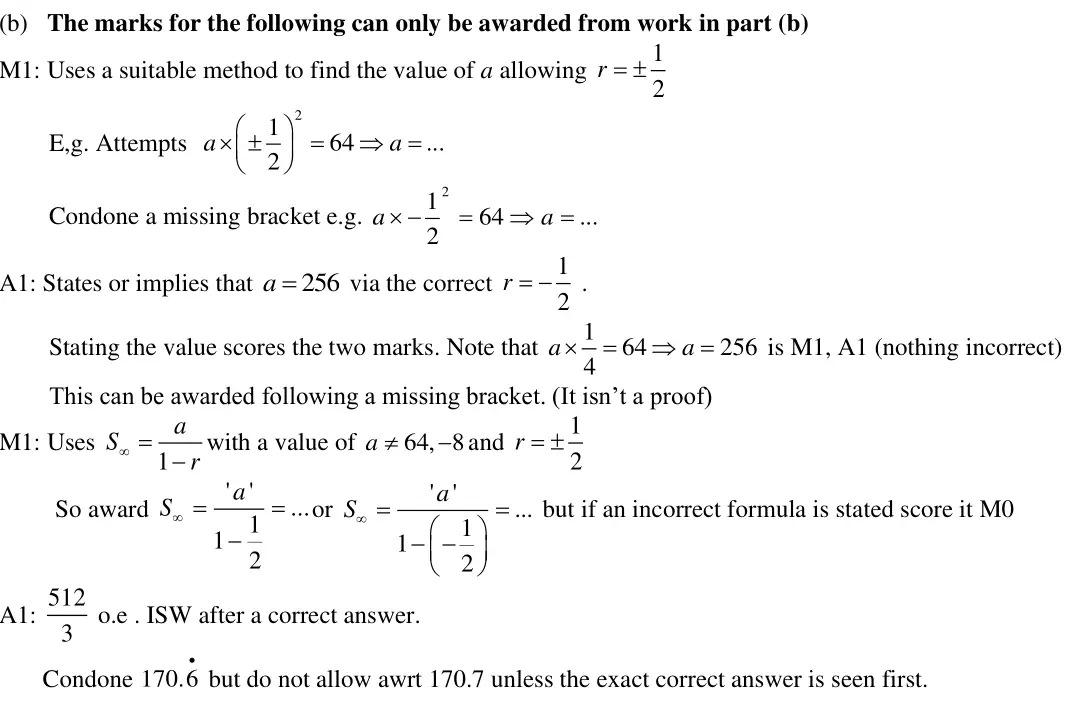 (b) The marks for the following can only be awarded from work in part (b)
M1: Uses a suitable method to find the value of a allowing r = ± 1/2
E,g. Attempts a × (± 1/2)² = 64 ⇒ a = ...
Condone a missing bracket e.g. a × − 1/2² = 64 ⇒ a = ...
A1: States or implies that a = 256 via the correct r = − 1/2 .
Stating the value scores the two marks. Note that a × 1/4 = 64 ⇒ a = 256 is M1, A1 (nothing incorrect)
This can be awarded following a missing bracket. (It isn’t a proof)
M1: Uses S∞ = a/(1−r) with a value of a ≠ 64, −8 and r = ± 1/2
So award S∞ = 'a'/(1 − 1/2) = ... or S∞ = 'a'/(1 − (− 1/2)) = ... but if an incorrect formula is stated score it M0
A1: 512/3 o.e . ISW after a correct answer.
Condone 170.6̇ but do not allow awrt 170.7 unless the exact correct answer is seen first.